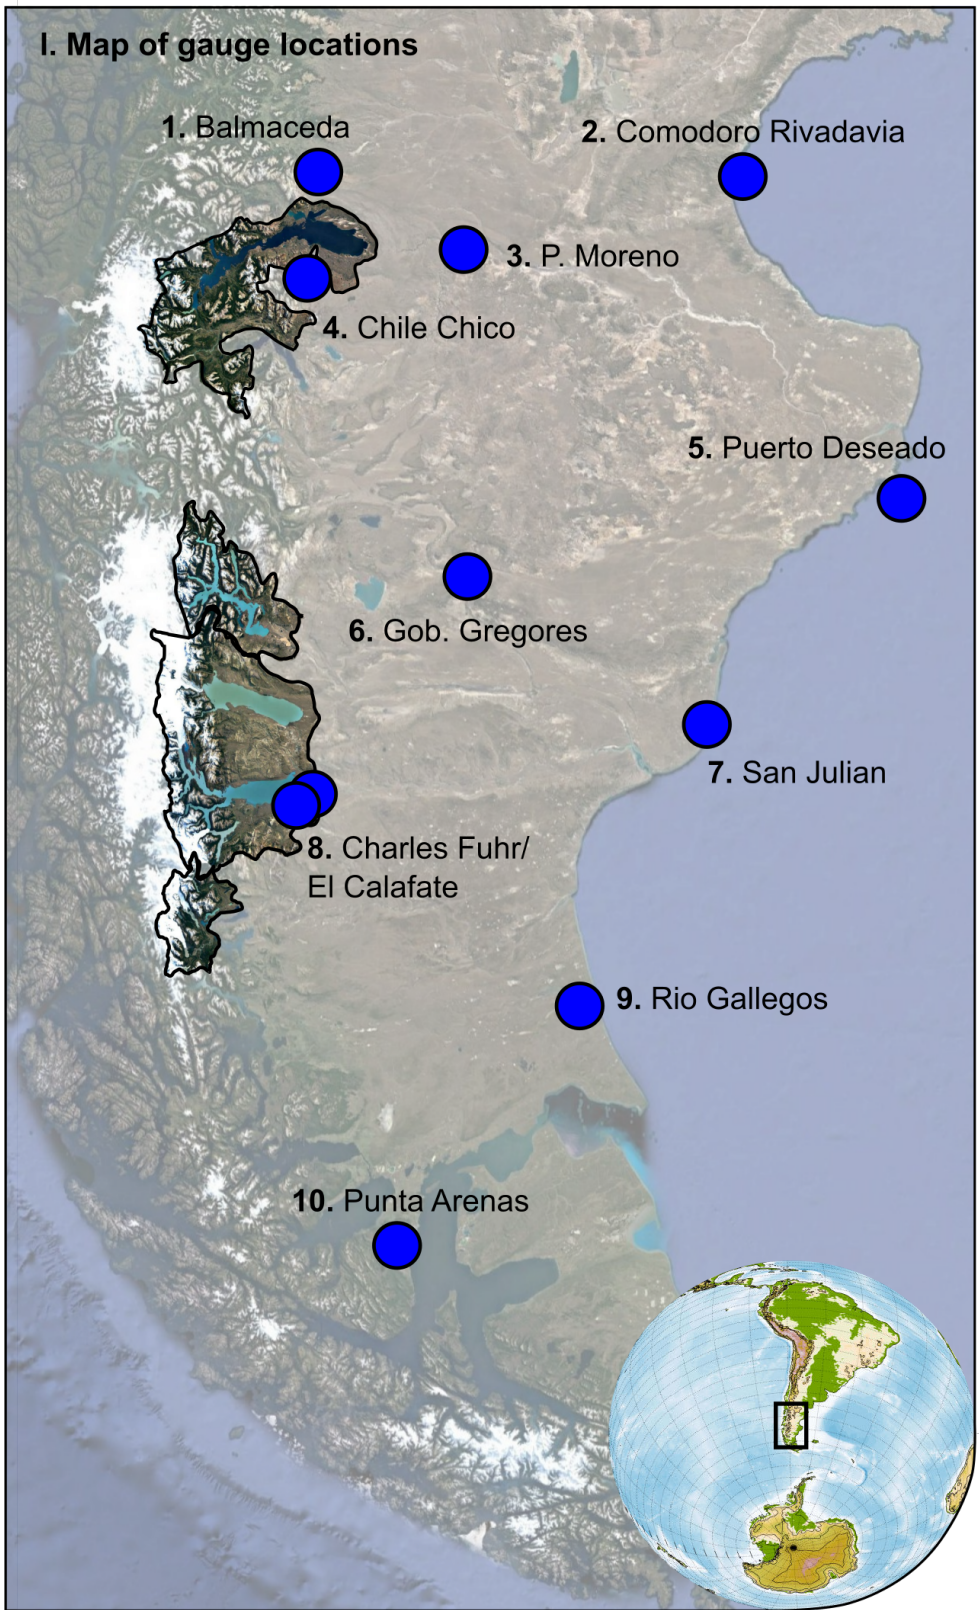 I. Map of gauge locations
1. Balmaceda
2. Comodoro Rivadavia
3. P. Moreno
4. Chile Chico
5. Puerto Deseado
6. Gob. Gregores
7. San Julian
8. Charles Fuhr/
El Calafate
9. Rio Gallegos
10. Punta Arenas